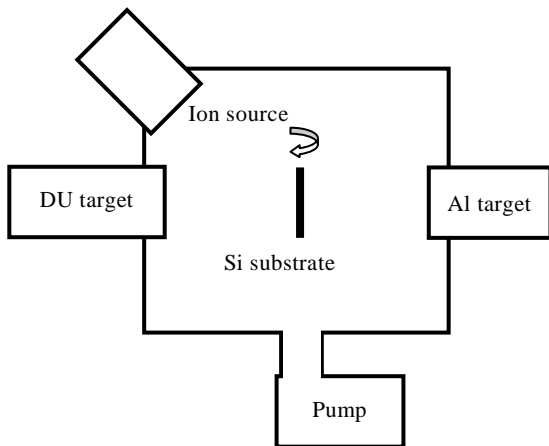 Ion source
DU target
Al target
Si substrate
Pump